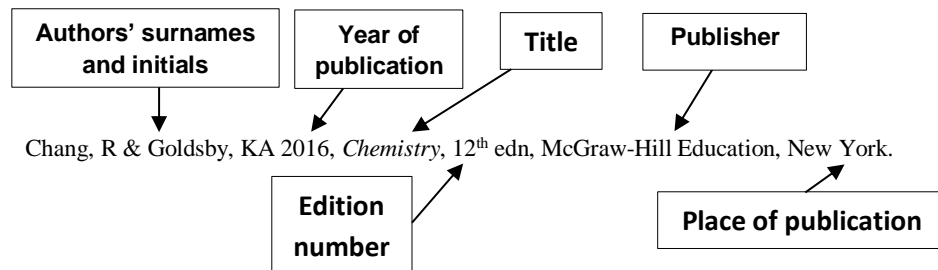 Authors' surnames
and initials
Year of
publication
Title
Publisher
Chang, R & Goldsby, KA 2016, Chemistry, 12th edn, McGraw-Hill Education, New York.
Edition
number
Place of publication